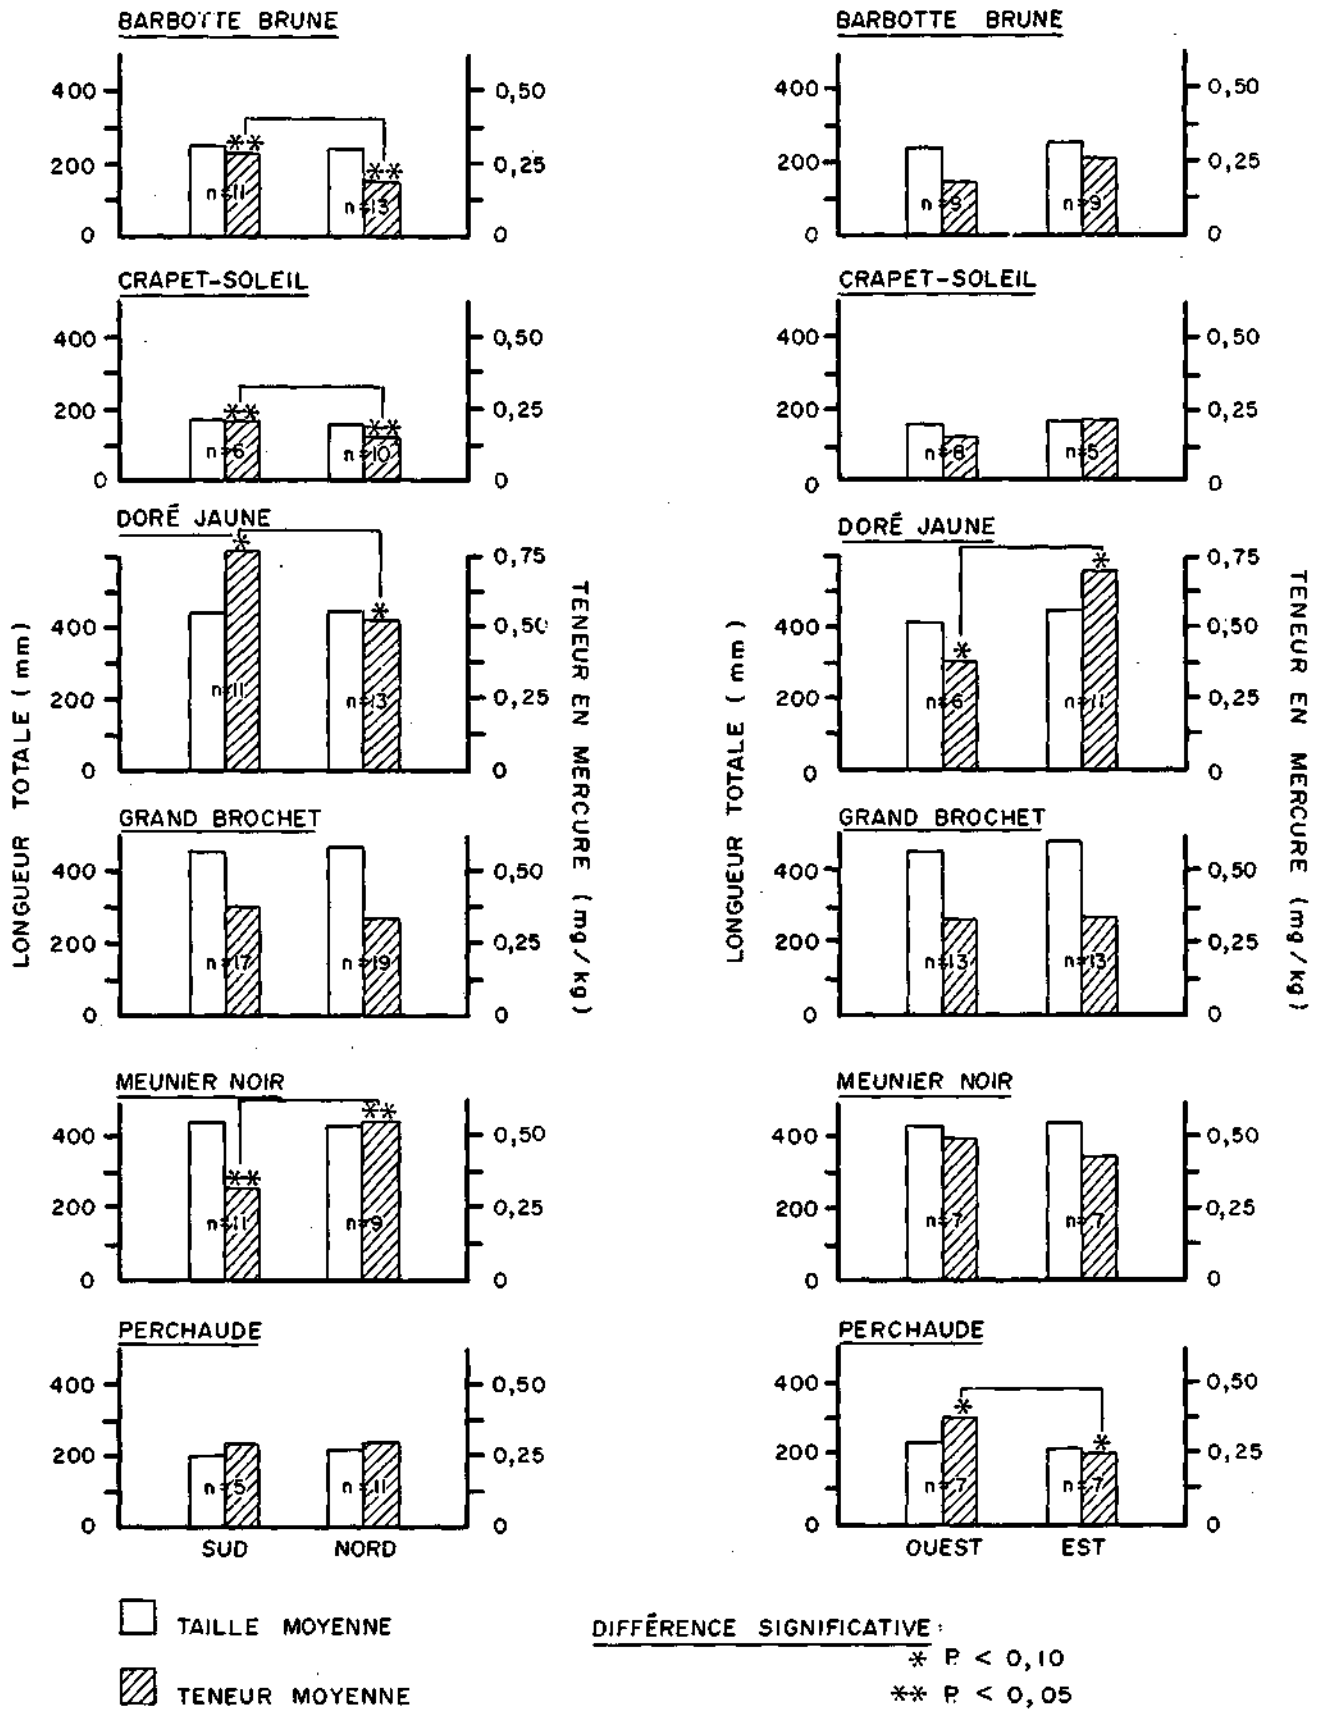 BARBOTTE BRUNE
400
200
0
0,50
0,25
0
**
**
n=11
n=13
CRAPET-SOLEIL
400
200
0
0,50
0,25
0
**
**
n=6
n=10
DORÉ JAUNE
400
200
0
0,75
0,50
0,25
0
*
*
n=11
n=13
GRAND BROCHET
400
200
0
0,50
0,25
0
n=17
n=19
MEUNIER NOIR
400
200
0
0,50
0,25
0
**
**
n=11
n=9
PERCHAUDE
400
200
0
0,50
0,25
0
n=5
n=11
SUD NORD
LONGUEUR TOTALE (mm)
TENEUR EN MERCURE (mg/kg)
BARBOTTE BRUNE
400
200
0
0,50
0,25
0
n=9
n=9
CRAPET-SOLEIL
400
200
0
0,50
0,25
0
n=8
n=5
DORÉ JAUNE
400
200
0
0,75
0,50
0,25
0
*
*
n=6
n=11
GRAND BROCHET
400
200
0
0,50
0,25
0
n=13
n=13
MEUNIER NOIR
400
200
0
0,50
0,25
0
n=7
n=7
PERCHAUDE
400
200
0
0,50
0,25
0
*
*
n=7
n=7
OUEST EST
LONGUEUR TOTALE (mm)
TENEUR EN MERCURE (mg/kg)
TAILLE MOYENNE
TENEUR MOYENNE
DIFFÉRENCE SIGNIFICATIVE:
* P. < 0,10
** P. < 0,05